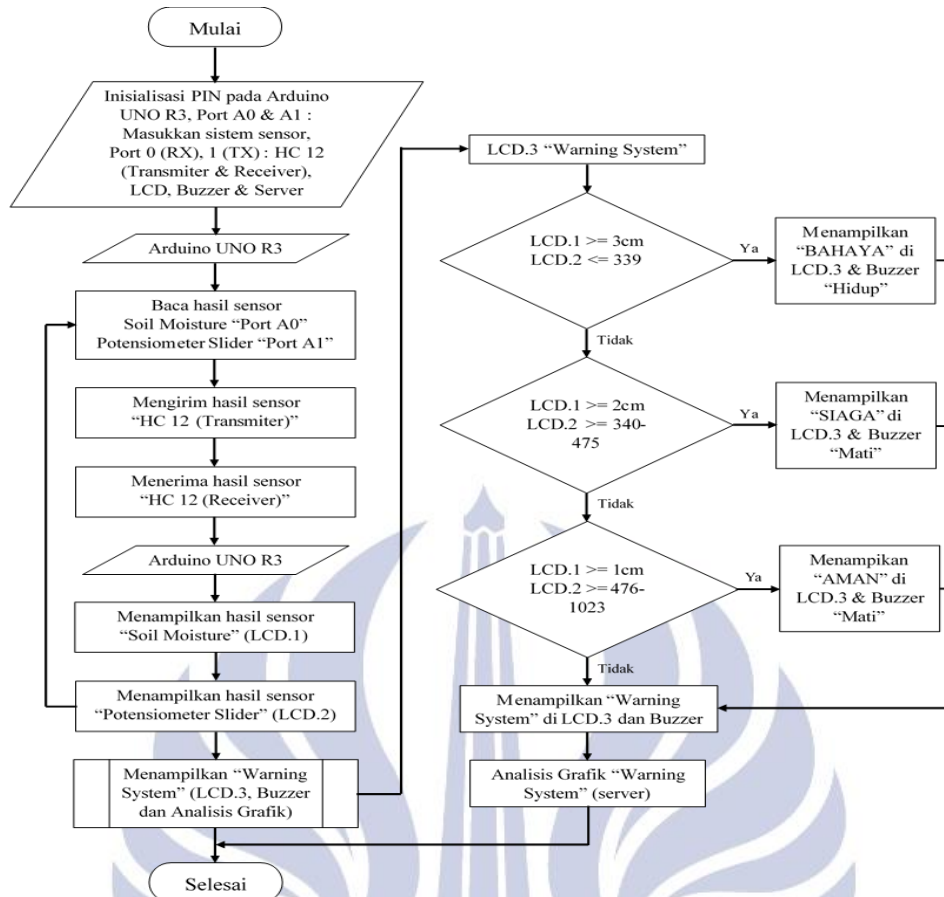 Mulai
Inisialisasi PIN pada Arduino
UNO R3, Port A0 & A1 :
Masukkan sistem sensor,
Port 0 (RX), 1 (TX) : HC 12
(Transmiter & Receiver),
LCD, Buzzer & Server
Arduino UNO R3
Baca hasil sensor
Soil Moisture “Port A0”
Potensiometer Slider “Port A1”
Mengirim hasil sensor
“HC 12 (Transmiter)”
Menerima hasil sensor
“HC 12 (Receiver)”
Arduino UNO R3
Menampilkan hasil sensor
“Soil Moisture” (LCD.1)
Menampilkan hasil sensor
“Potensiometer Slider” (LCD.2)
Menampilkan “Warning
System” (LCD.3, Buzzer
dan Analisis Grafik)
Selesai
LCD.3 “Warning System”
LCD.1 >= 3cm
LCD.2 <= 339
Ya
Menampilkan
“BAHAYA” di
LCD.3 & Buzzer
“Hidup”
Tidak
LCD.1 >= 2cm
LCD.2 >= 340-
475
Ya
Menampilkan
“SIAGA” di
LCD.3 & Buzzer
“Mati”
Tidak
LCD.1 >= 1cm
LCD.2 >= 476-
1023
Ya
Menampikan
“AMAN” di
LCD.3 & Buzzer
“Mati”
Tidak
Menampilkan “Warning
System” di LCD.3 dan Buzzer
Analisis Grafik “Warning
System” (server)